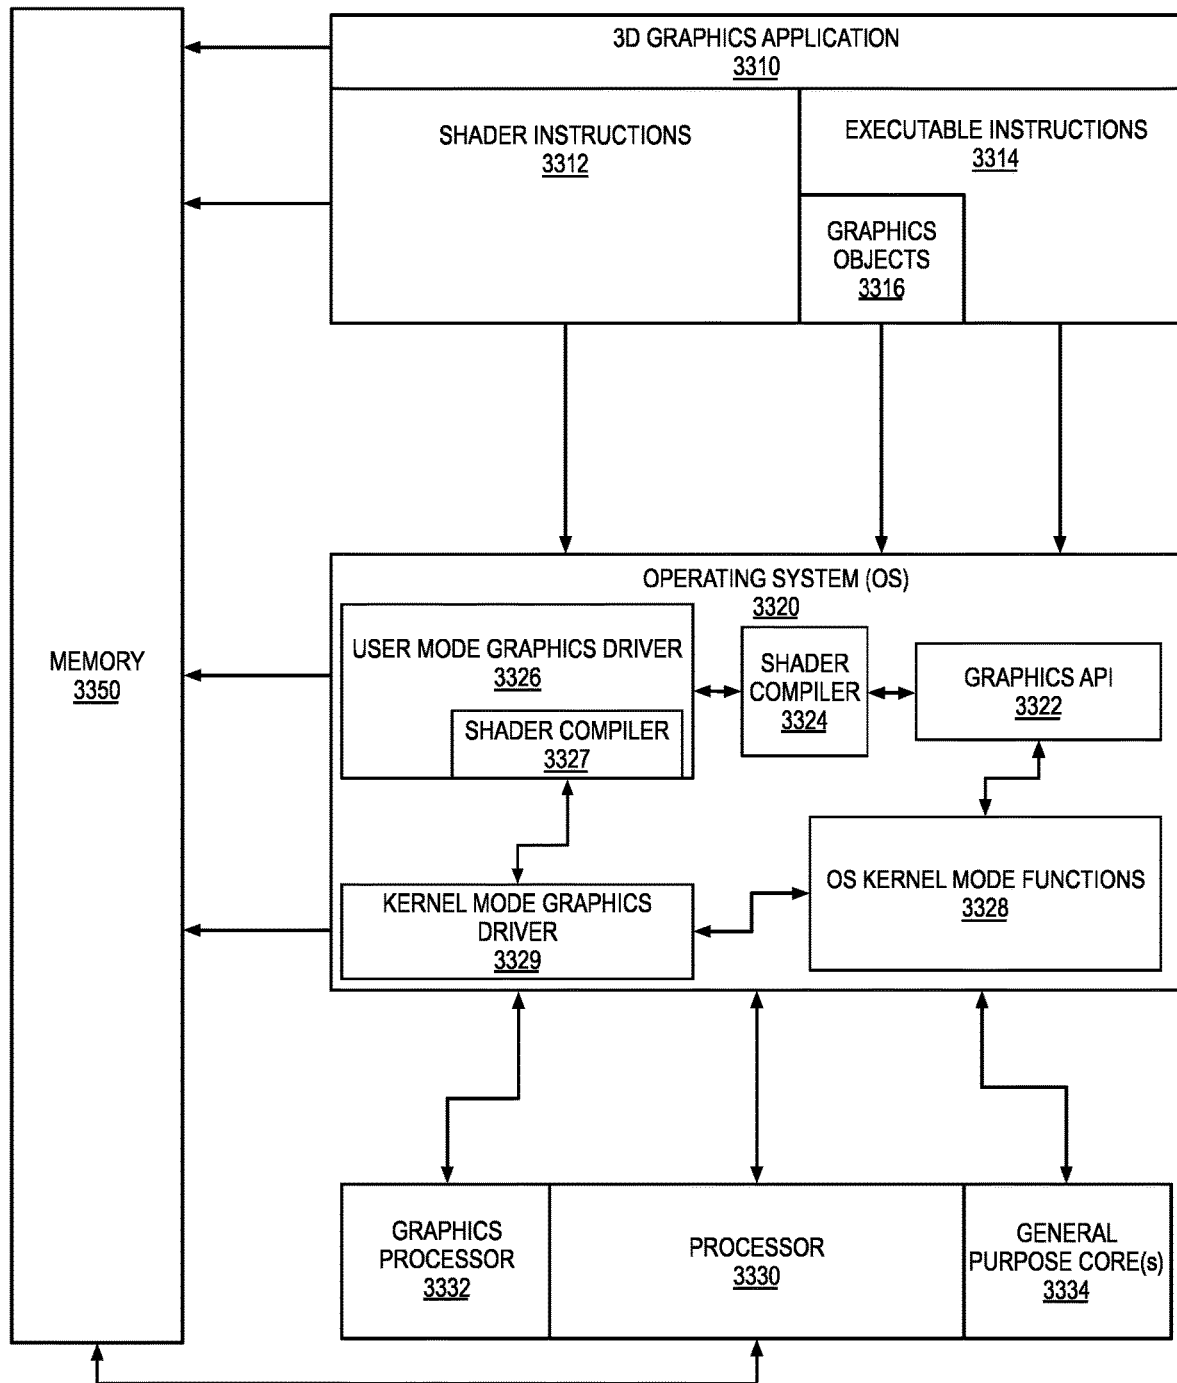 3D GRAPHICS APPLICATION
3310
SHADER INSTRUCTIONS
3312
EXECUTABLE INSTRUCTIONS
3314
GRAPHICS
OBJECTS
3316
MEMORY
3350
OPERATING SYSTEM (OS)
3320
USER MODE GRAPHICS DRIVER
3326
SHADER COMPILER
3327
SHADER
COMPILER
3324
GRAPHICS API
3322
KERNEL MODE GRAPHICS
DRIVER
3329
OS KERNEL MODE FUNCTIONS
3328
GRAPHICS
PROCESSOR
3332
PROCESSOR
3330
GENERAL
PURPOSE CORE(s)
3334